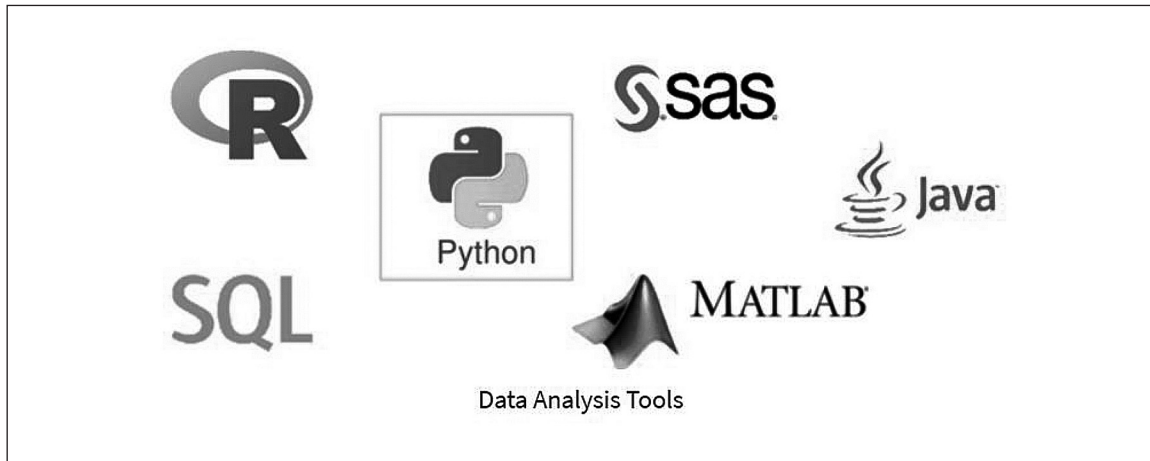 R
sas
Python
Java
SQL
MATLAB
Data Analysis Tools